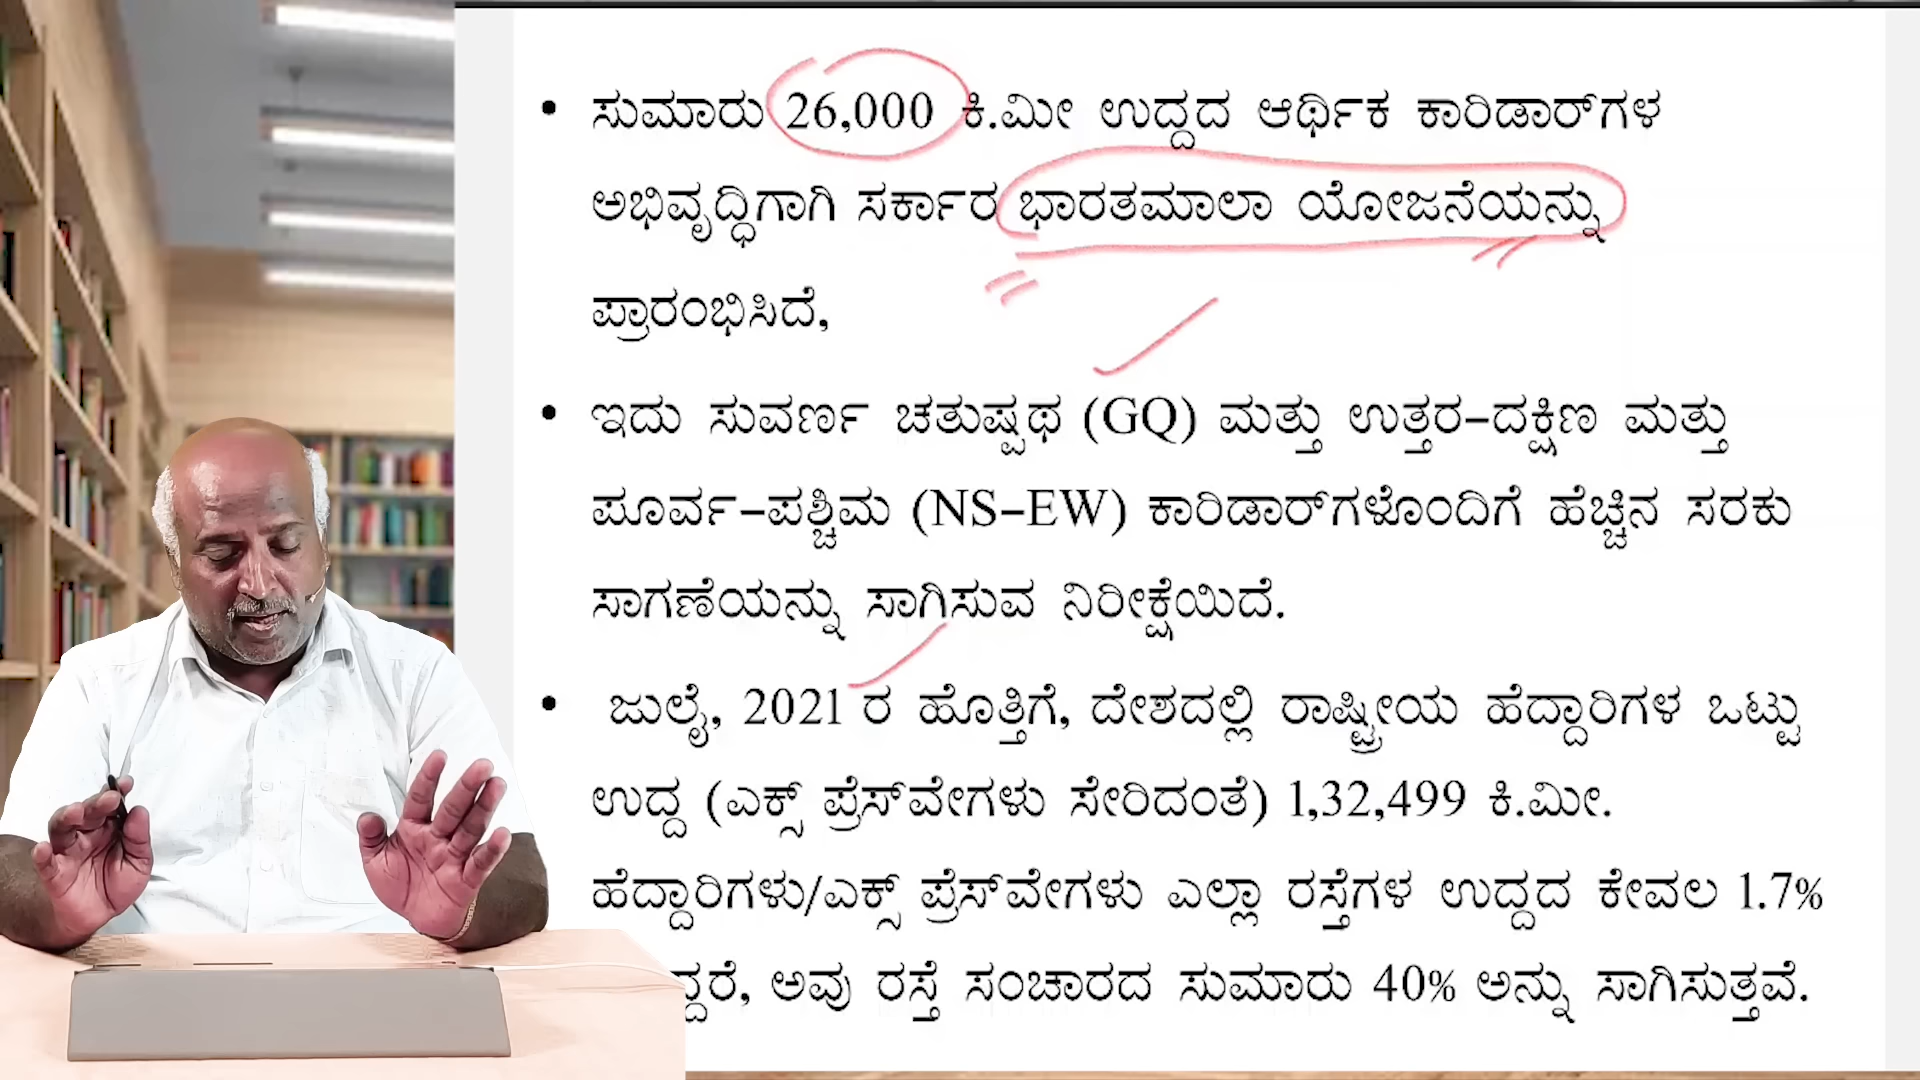 • ಸುಮಾರು 26,000 ಕಿ.ಮೀ ಉದ್ದದ ಆರ್ಥಿಕ ಕಾರಿಡಾರ್‌ಗಳ
ಅಭಿವೃದ್ಧಿಗಾಗಿ ಸರ್ಕಾರ ಭಾರತಮಾಲಾ ಯೋಜನೆಯನ್ನು
ಪ್ರಾರಂಭಿಸಿದೆ,
• ಇದು ಸುವರ್ಣ ಚತುಷ್ಪಥ (GQ) ಮತ್ತು ಉತ್ತರ-ದಕ್ಷಿಣ ಮತ್ತು
ಪೂರ್ವ-ಪಶ್ಚಿಮ (NS-EW) ಕಾರಿಡಾರ್‌ಗಳೊಂದಿಗೆ ಹೆಚ್ಚಿನ ಸರಕು
ಸಾಗಣೆಯನ್ನು ಸಾಗಿಸುವ ನಿರೀಕ್ಷೆಯಿದೆ.
• ಜುಲೈ, 2021 ರ ಹೊತ್ತಿಗೆ, ದೇಶದಲ್ಲಿ ರಾಷ್ಟ್ರೀಯ ಹೆದ್ದಾರಿಗಳ ಒಟ್ಟು
ಉದ್ದ (ಎಕ್ಸ್ ಪ್ರೆಸ್‌ವೇಗಳು ಸೇರಿದಂತೆ) 1,32,499 ಕಿ.ಮೀ.
ಹೆದ್ದಾರಿಗಳು/ಎಕ್ಸ್ ಪ್ರೆಸ್‌ವೇಗಳು ಎಲ್ಲಾ ರಸ್ತೆಗಳ ಉದ್ದದ ಕೇವಲ 1.7%
ಅವು ರಸ್ತೆ ಸಂಚಾರದ ಸುಮಾರು 40% ಅನ್ನು ಸಾಗಿಸುತ್ತವೆ.